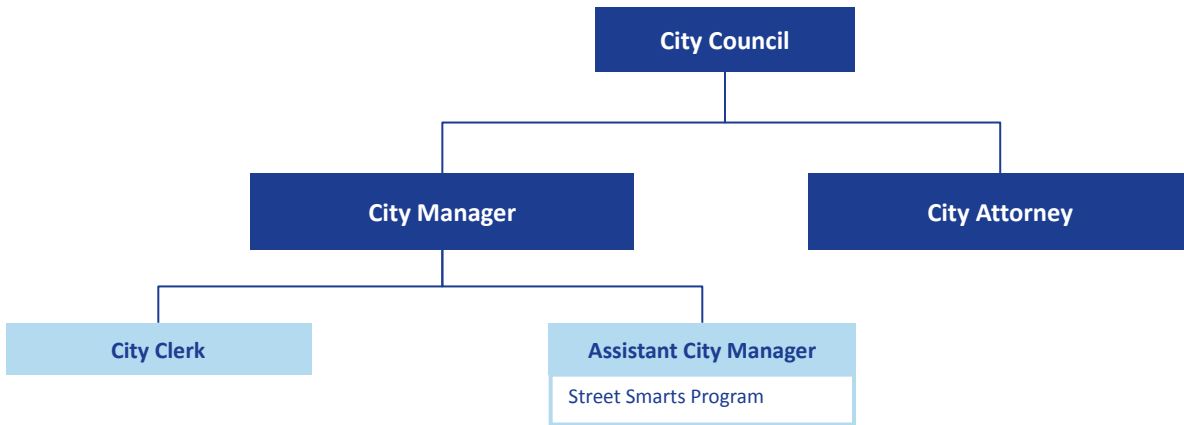 City Council
City Manager
City Attorney
City Clerk
Assistant City Manager
Street Smarts Program